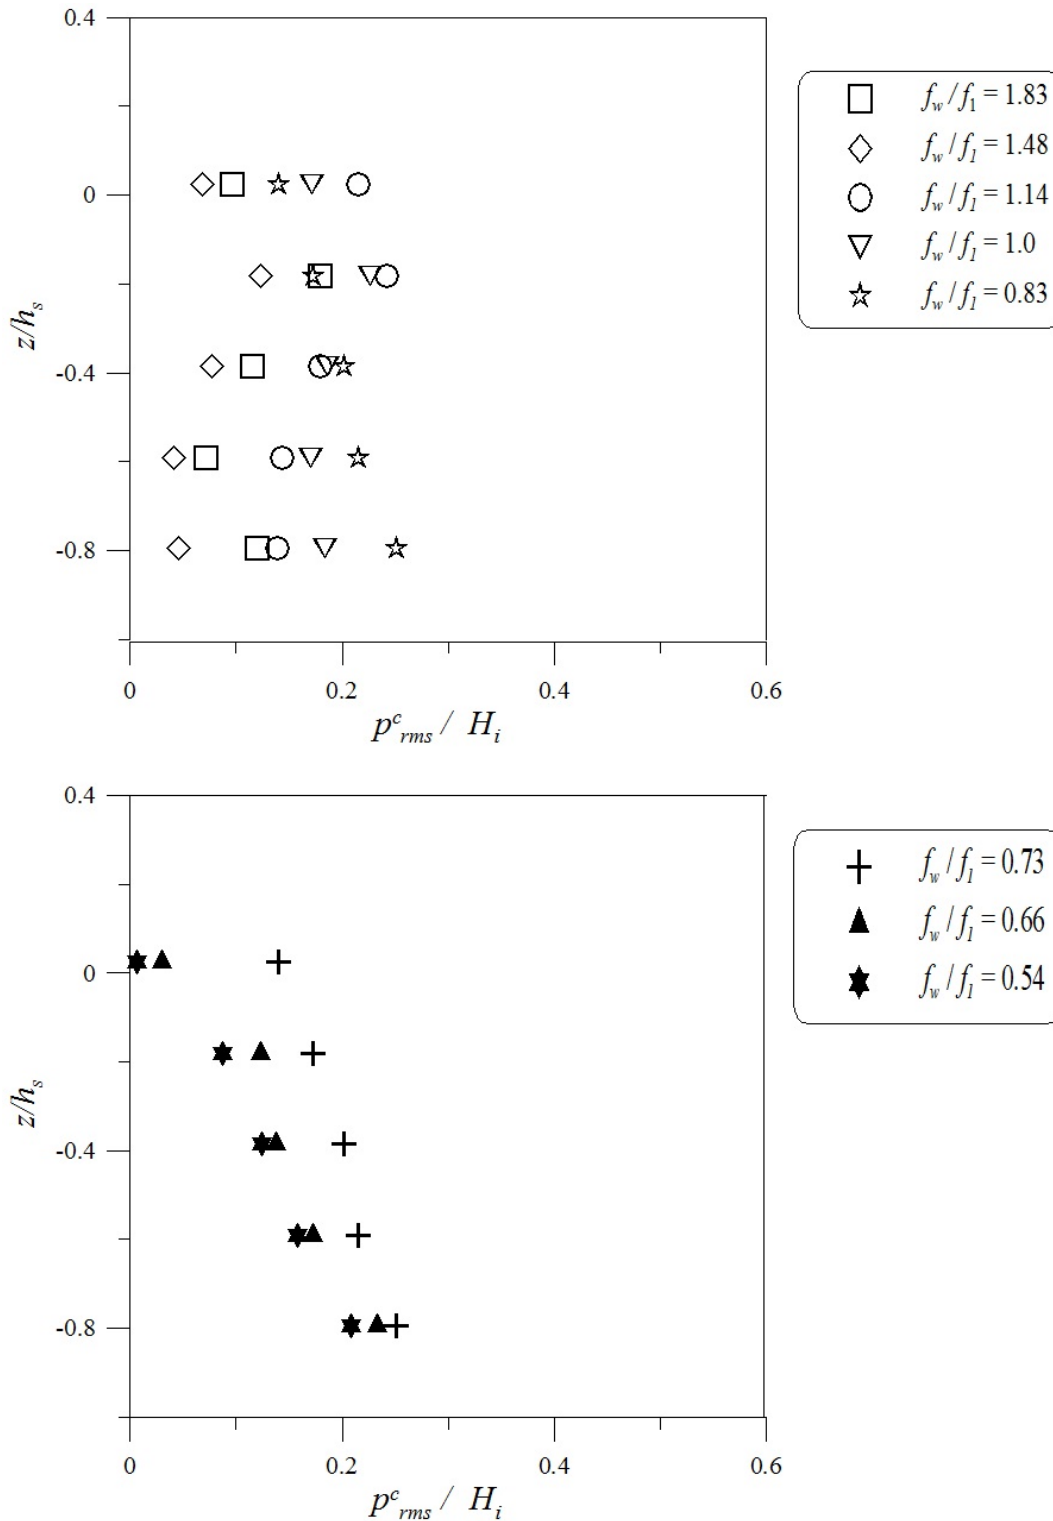 0.4
0
-0.4
-0.8
z/h_s
0
0.2
0.4
0.6
p^c_rms / H_i
f_w/f_1 = 1.83
f_w/f_1 = 1.48
f_w/f_1 = 1.14
f_w/f_1 = 1.0
f_w/f_1 = 0.83
0.4
0
-0.4
-0.8
z/h_s
0
0.2
0.4
0.6
p^c_rms / H_i
f_w/f_1 = 0.73
f_w/f_1 = 0.66
f_w/f_1 = 0.54